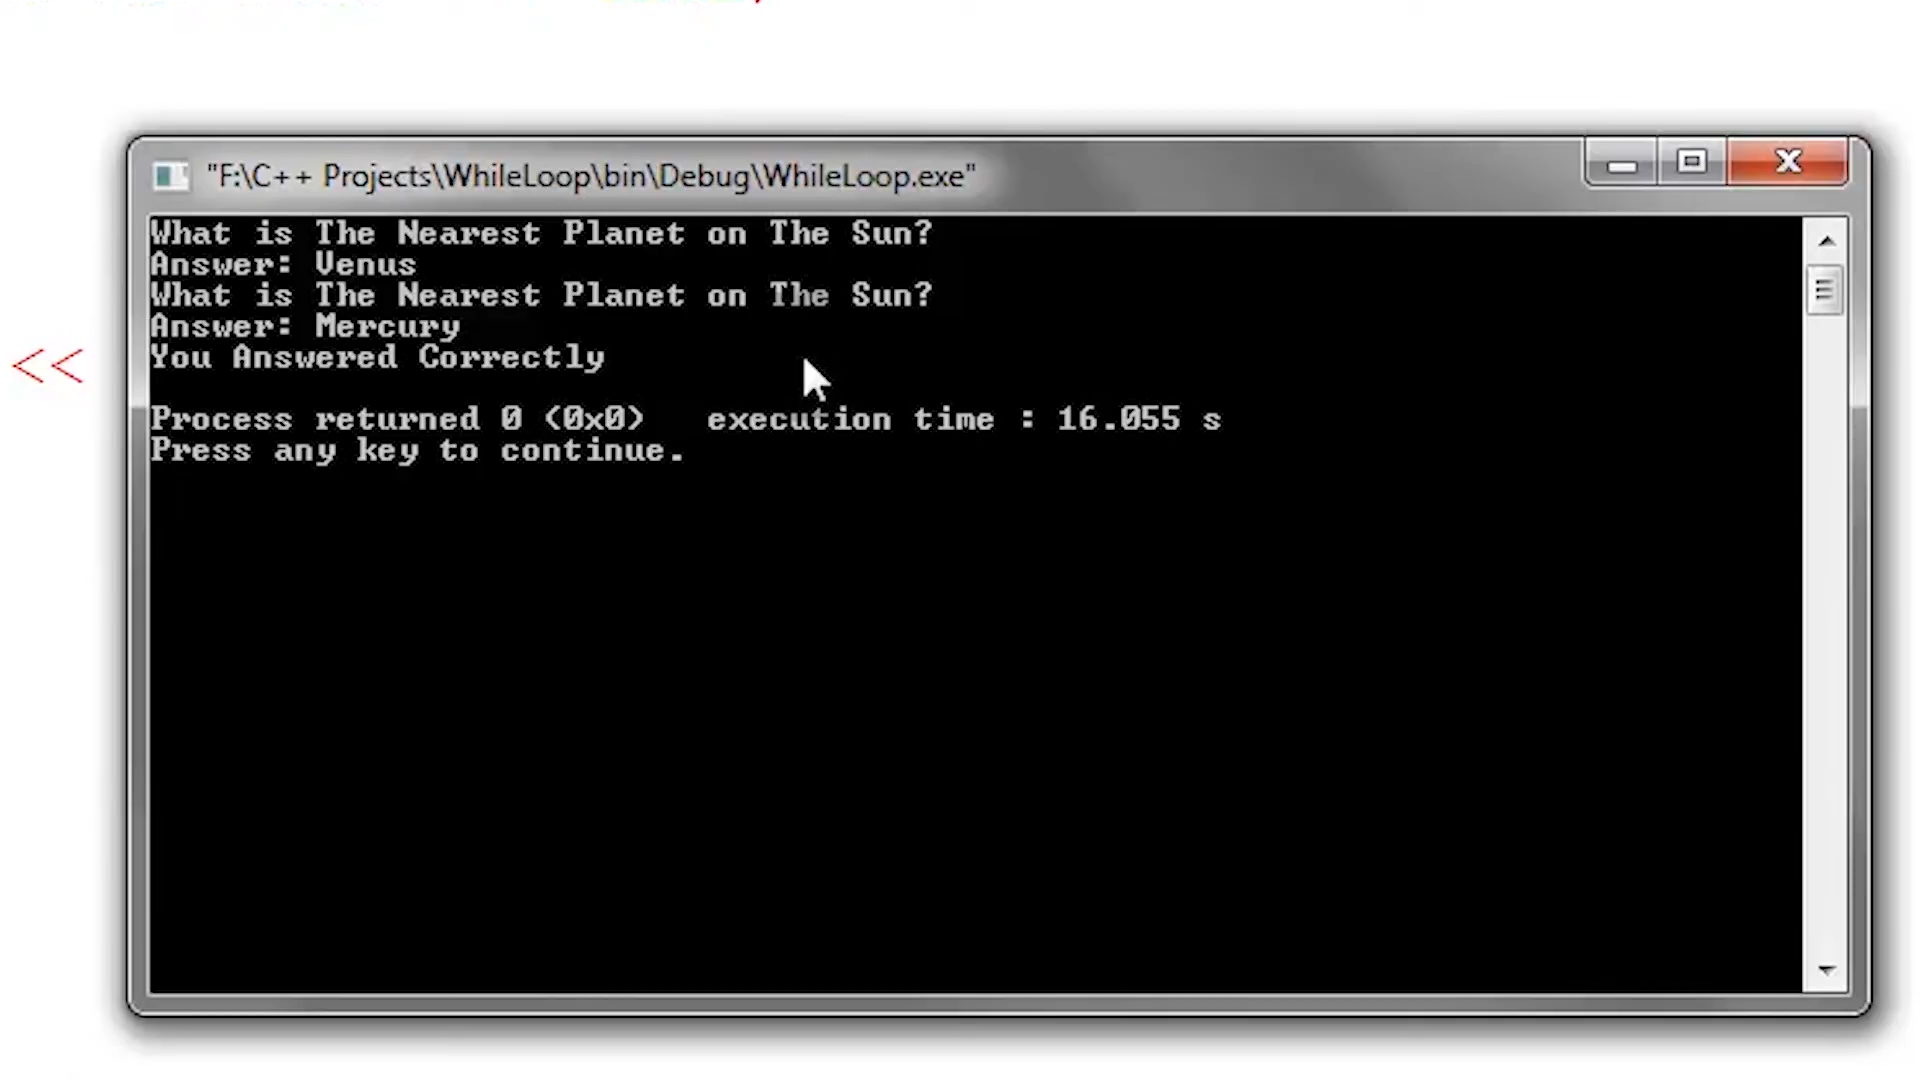 "F:\C++ Projects\WhileLoop\bin\Debug\WhileLoop.exe"
What is The Nearest Planet on The Sun?
Answer: Venus
What is The Nearest Planet on The Sun?
Answer: Mercury
<<
You Answered Correctly
Process returned 0 (0x0)   execution time : 16.055 s
Press any key to continue.